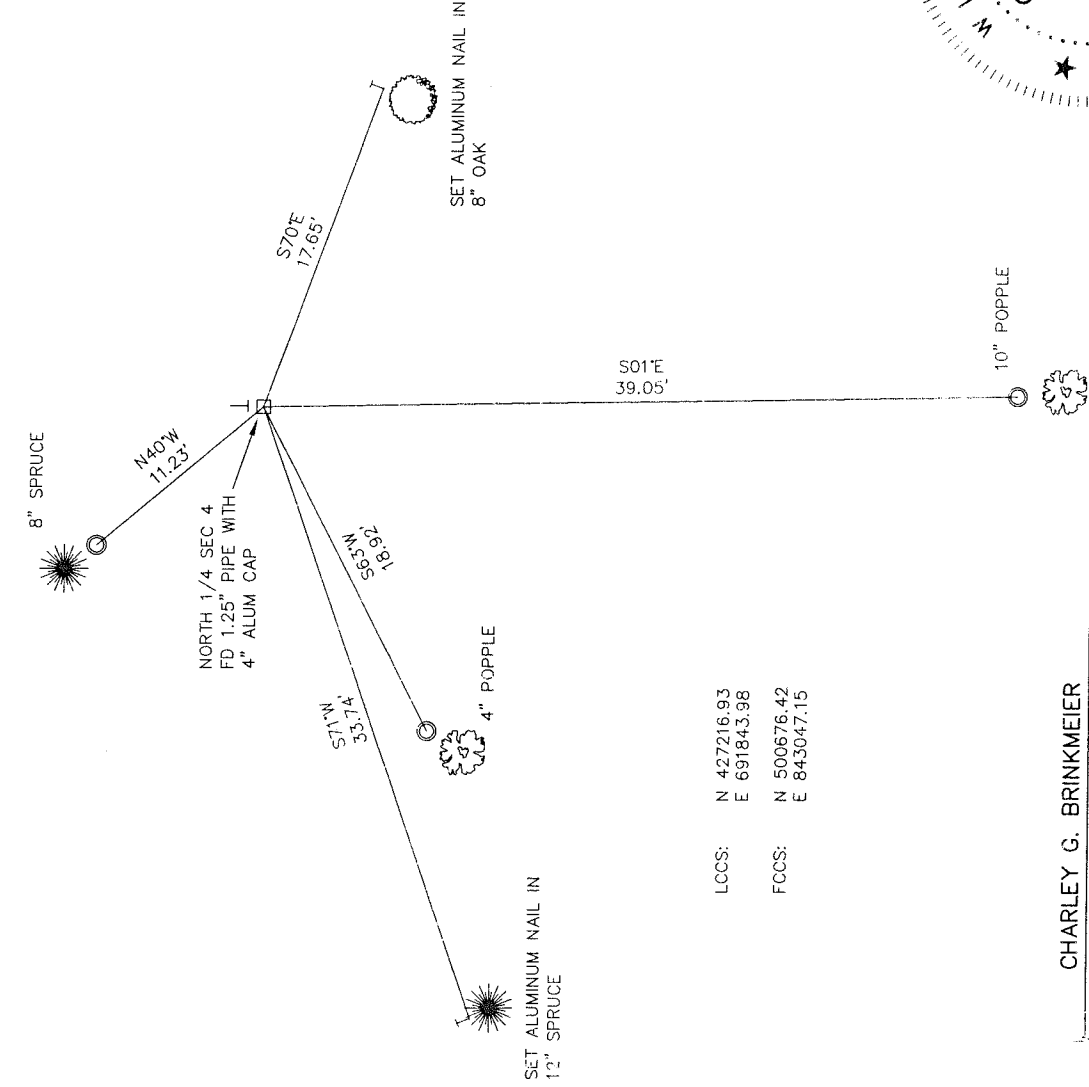 8" SPRUCE
N40°W
11.23'
NORTH 1/4 SEC 4
FD 1.25" PIPE WITH
4" ALUM CAP
S70°E
17.65'
SET ALUMINUM NAIL IN
8" OAK
S71°W
33.74'
S63°W
18.92'
4" POPPLE
SET ALUMINUM NAIL IN
12" SPRUCE
S01°E
39.05'
10" POPPLE
LCCS: N 427216.93
E 691843.98
FCCS: N 500676.42
E 843047.15
CHARLEY G. BRINKMEIER
W